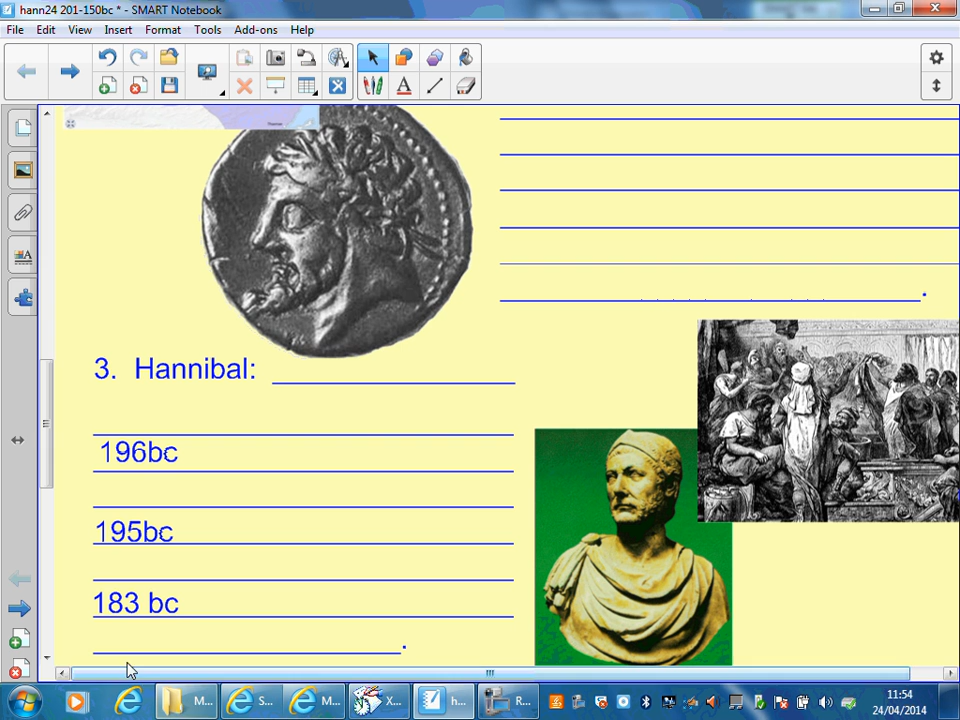 hann24 201-150bc * - SMART Notebook
File Edit View Insert Format Tools Add-ons Help
3. Hannibal:
196bc
195bc
183 bc
.
M... S... M... X... h... R...
11:54
24/04/2014